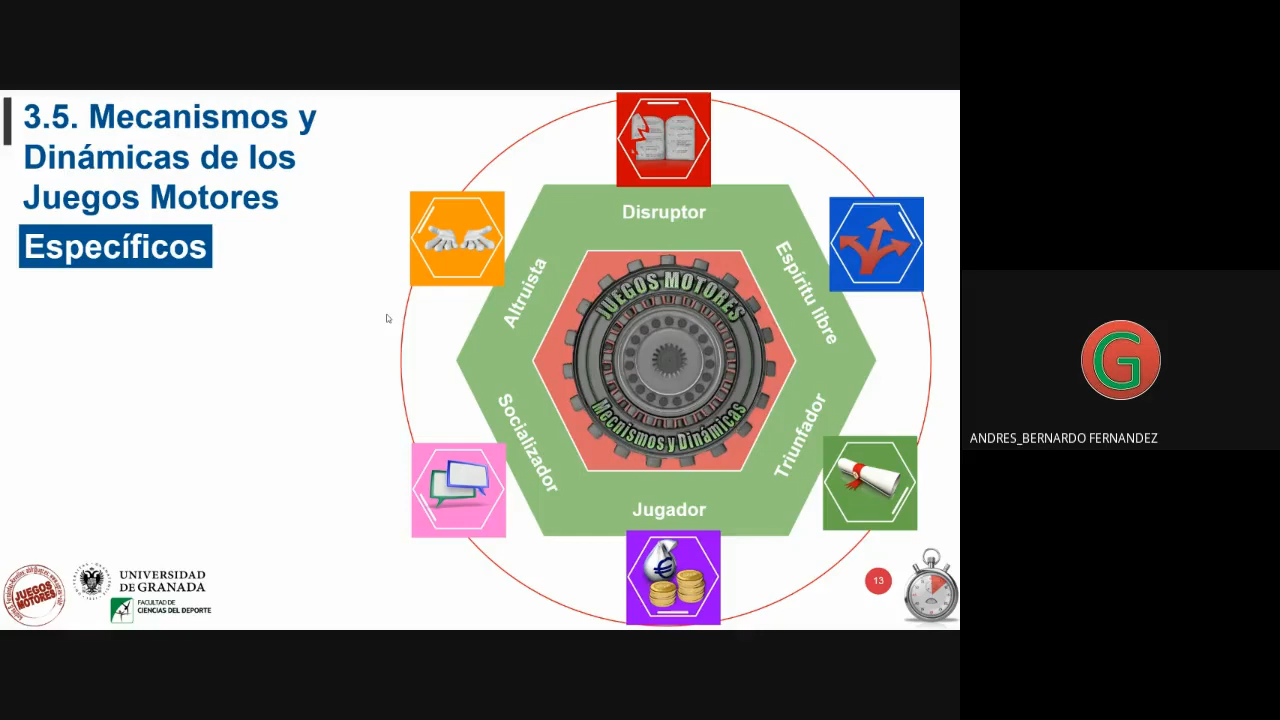 3.5. Mecanismos y
Dinámicas de los
Juegos Motores
Específicos
Disruptor
Espíritu libre
Triunfador
Jugador
Socializador
Altruista
JUEGOS MOTORES
Mecnismos y Dinámicas
JUEGOS
MOTORES
UNIVERSIDAD
DE GRANADA
FACULTAD DE
CIENCIAS DEL DEPORTE
13
G
ANDRES_BERNARDO FERNANDEZ